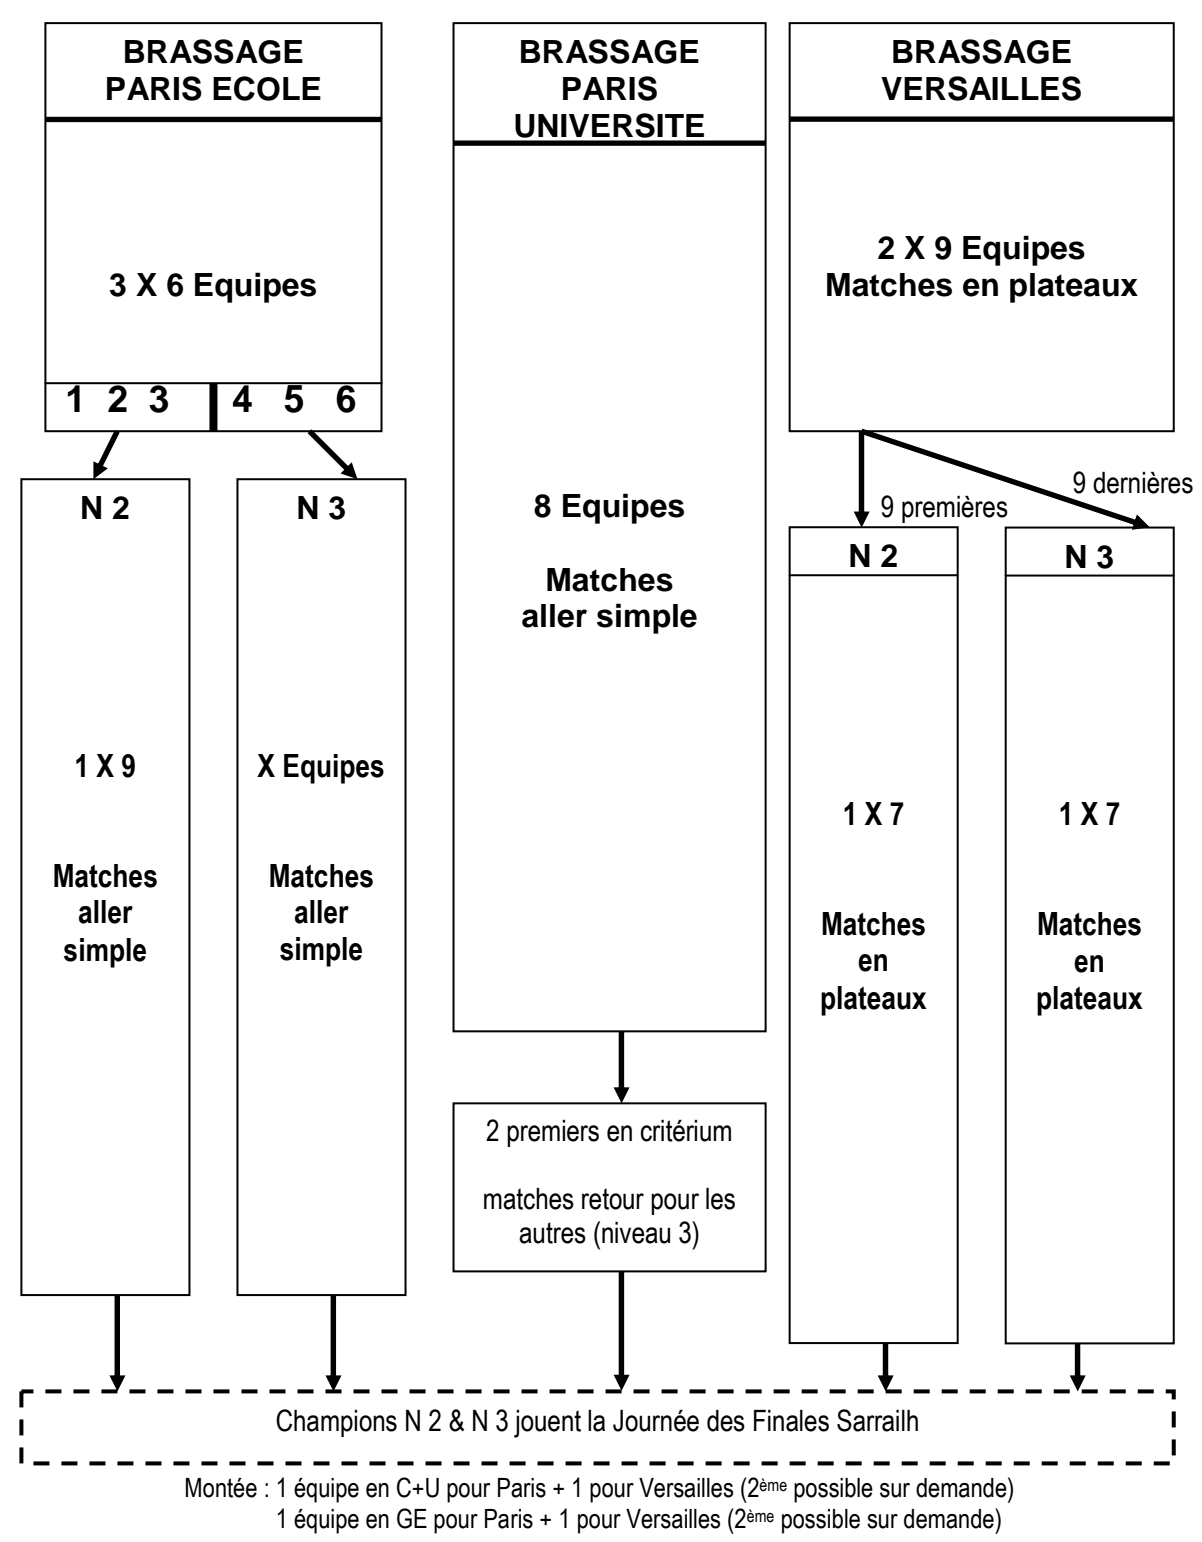 BRASSAGE
PARIS ECOLE
3 X 6 Equipes
1 2 3 4 5 6
N 2
1 X 9
Matches
aller
simple
N 3
X Equipes
Matches
aller
simple
BRASSAGE
PARIS
UNIVERSITE
8 Equipes
Matches
aller simple
2 premiers en critérium
matches retour pour les
autres (niveau 3)
BRASSAGE
VERSAILLES
2 X 9 Equipes
Matches en plateaux
9 premières
9 dernières
N 2
1 X 7
Matches
en
plateaux
N 3
1 X 7
Matches
en
plateaux
Champions N 2 & N 3 jouent la Journée des Finales Sarrailh
Montée : 1 équipe en C+U pour Paris + 1 pour Versailles (2ème possible sur demande)
1 équipe en GE pour Paris + 1 pour Versailles (2ème possible sur demande)